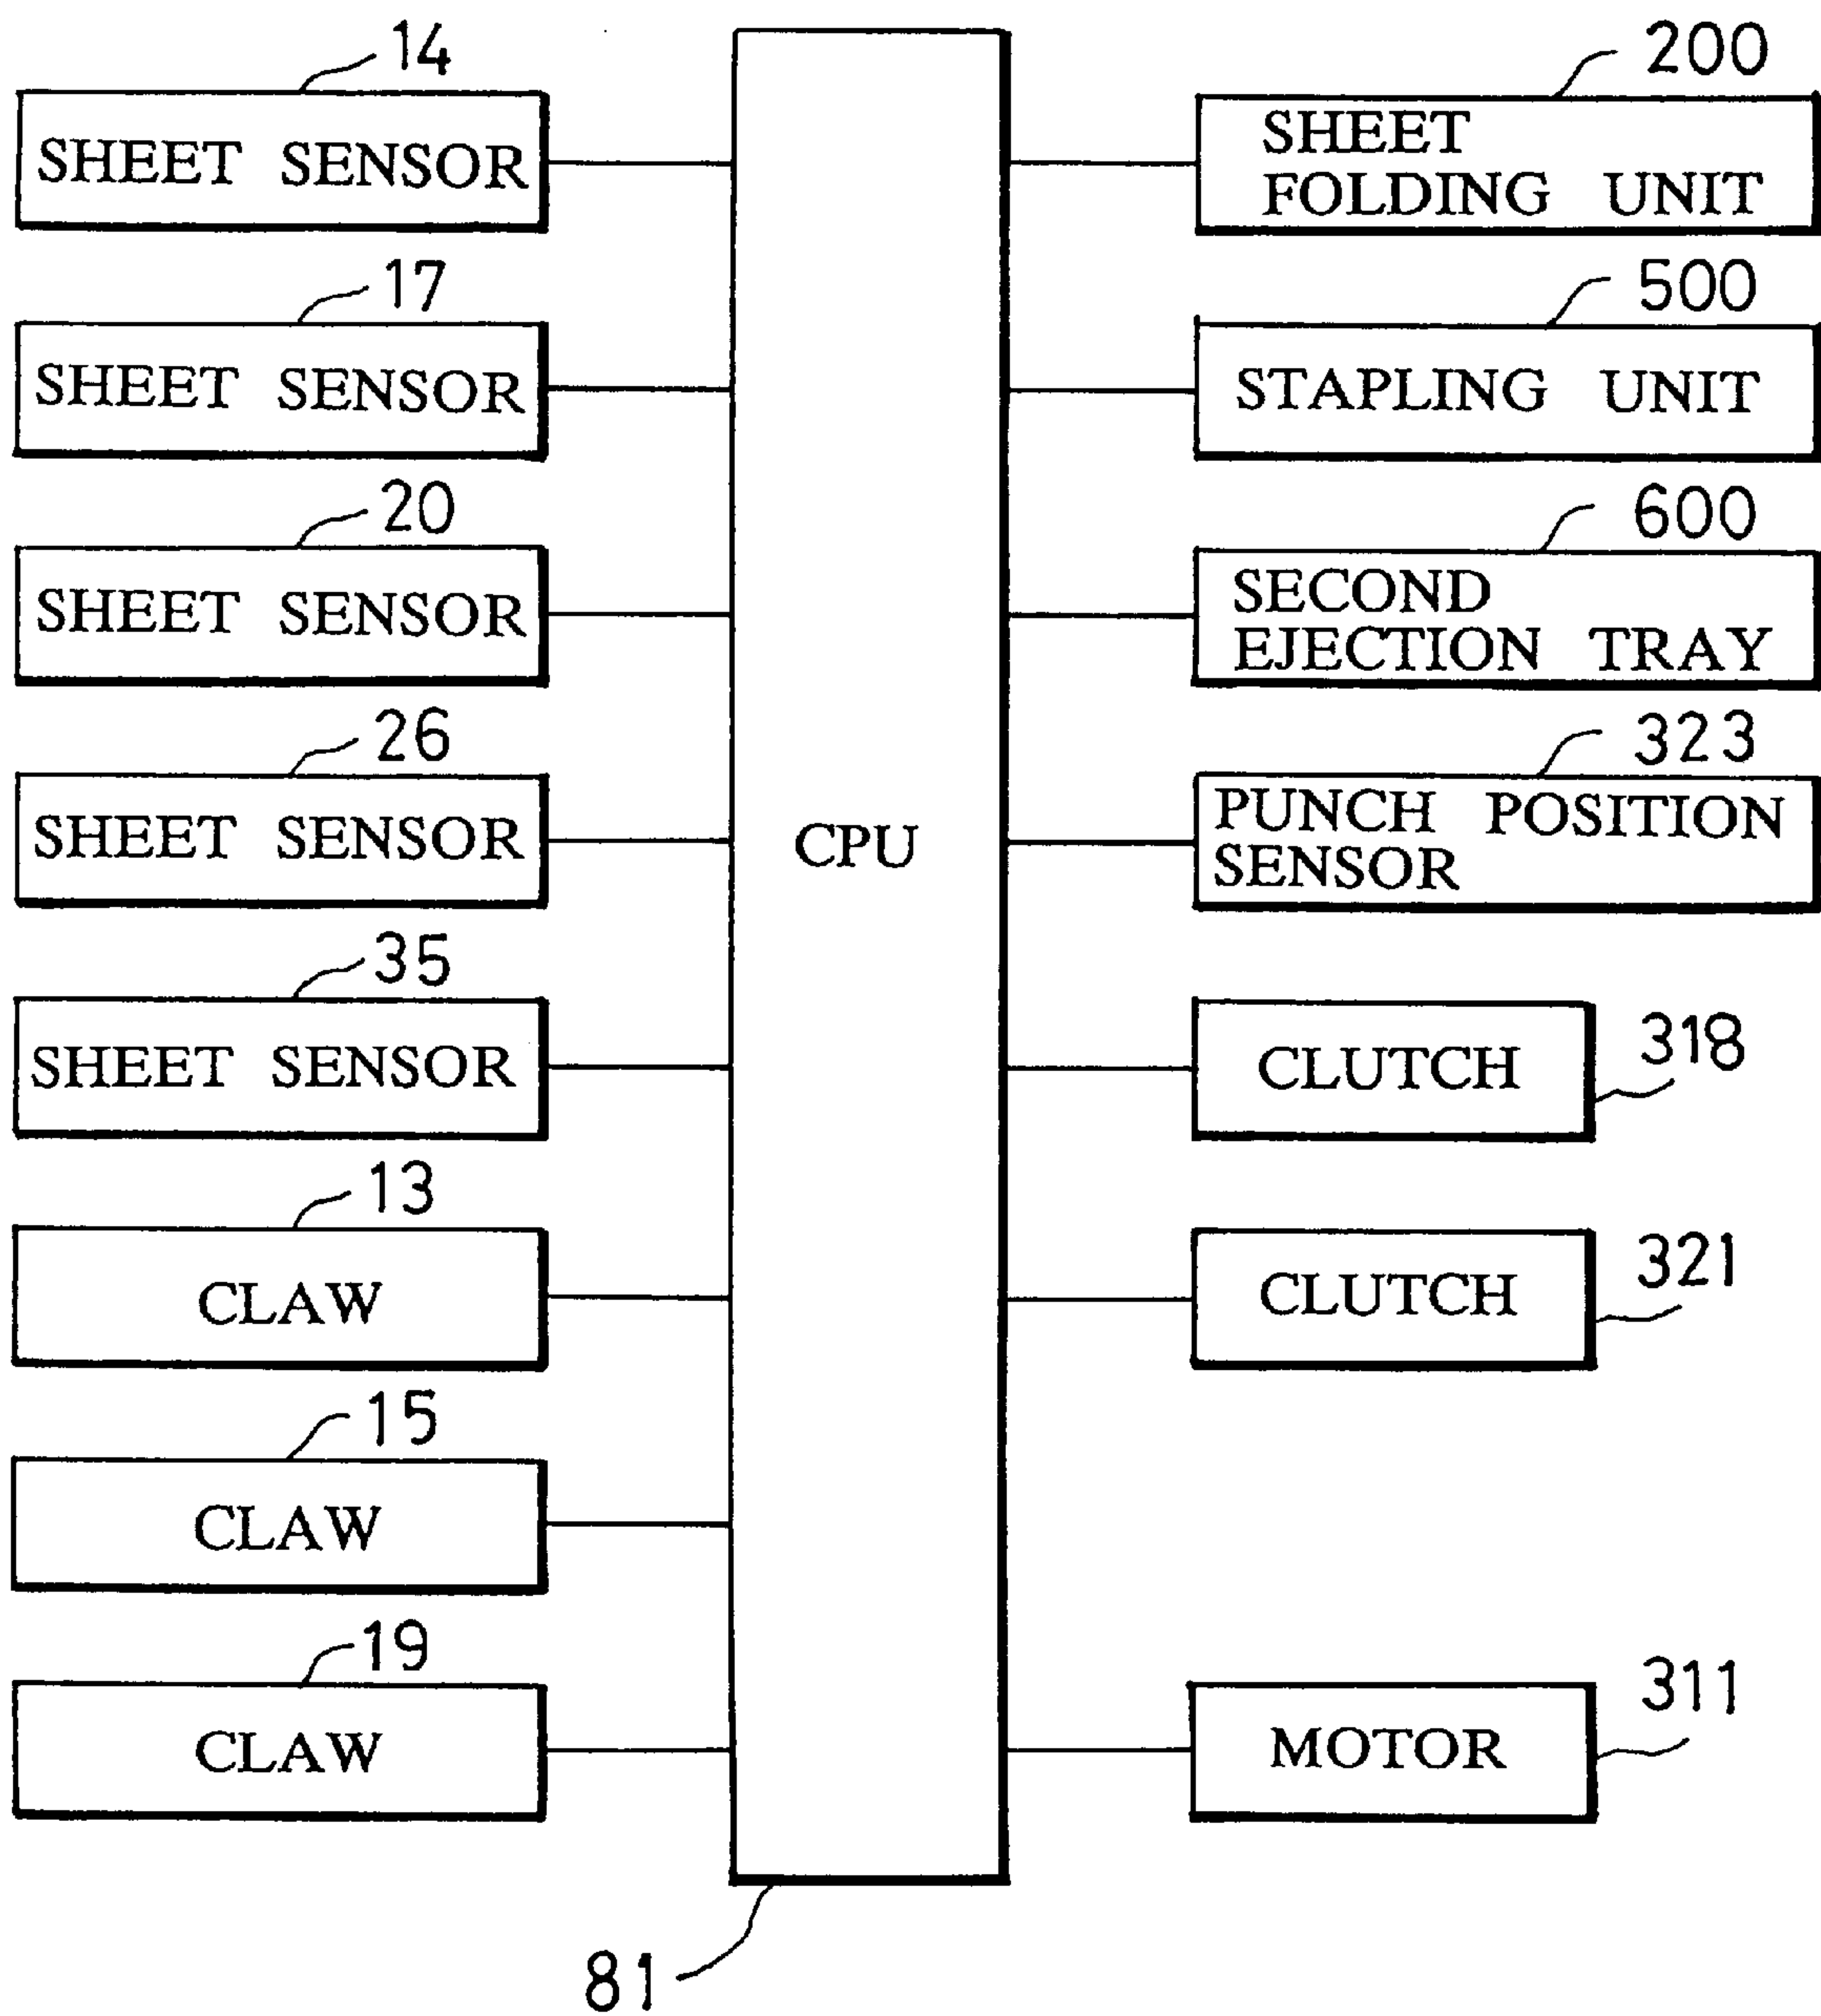 14
SHEET SENSOR
17
SHEET SENSOR
20
SHEET SENSOR
26
SHEET SENSOR
35
SHEET SENSOR
13
CLAW
15
CLAW
19
CLAW
CPU
81
200
SHEET
FOLDING UNIT
500
STAPLING UNIT
600
SECOND
EJECTION TRAY
323
PUNCH POSITION
SENSOR
CLUTCH
318
CLUTCH
321
MOTOR
311